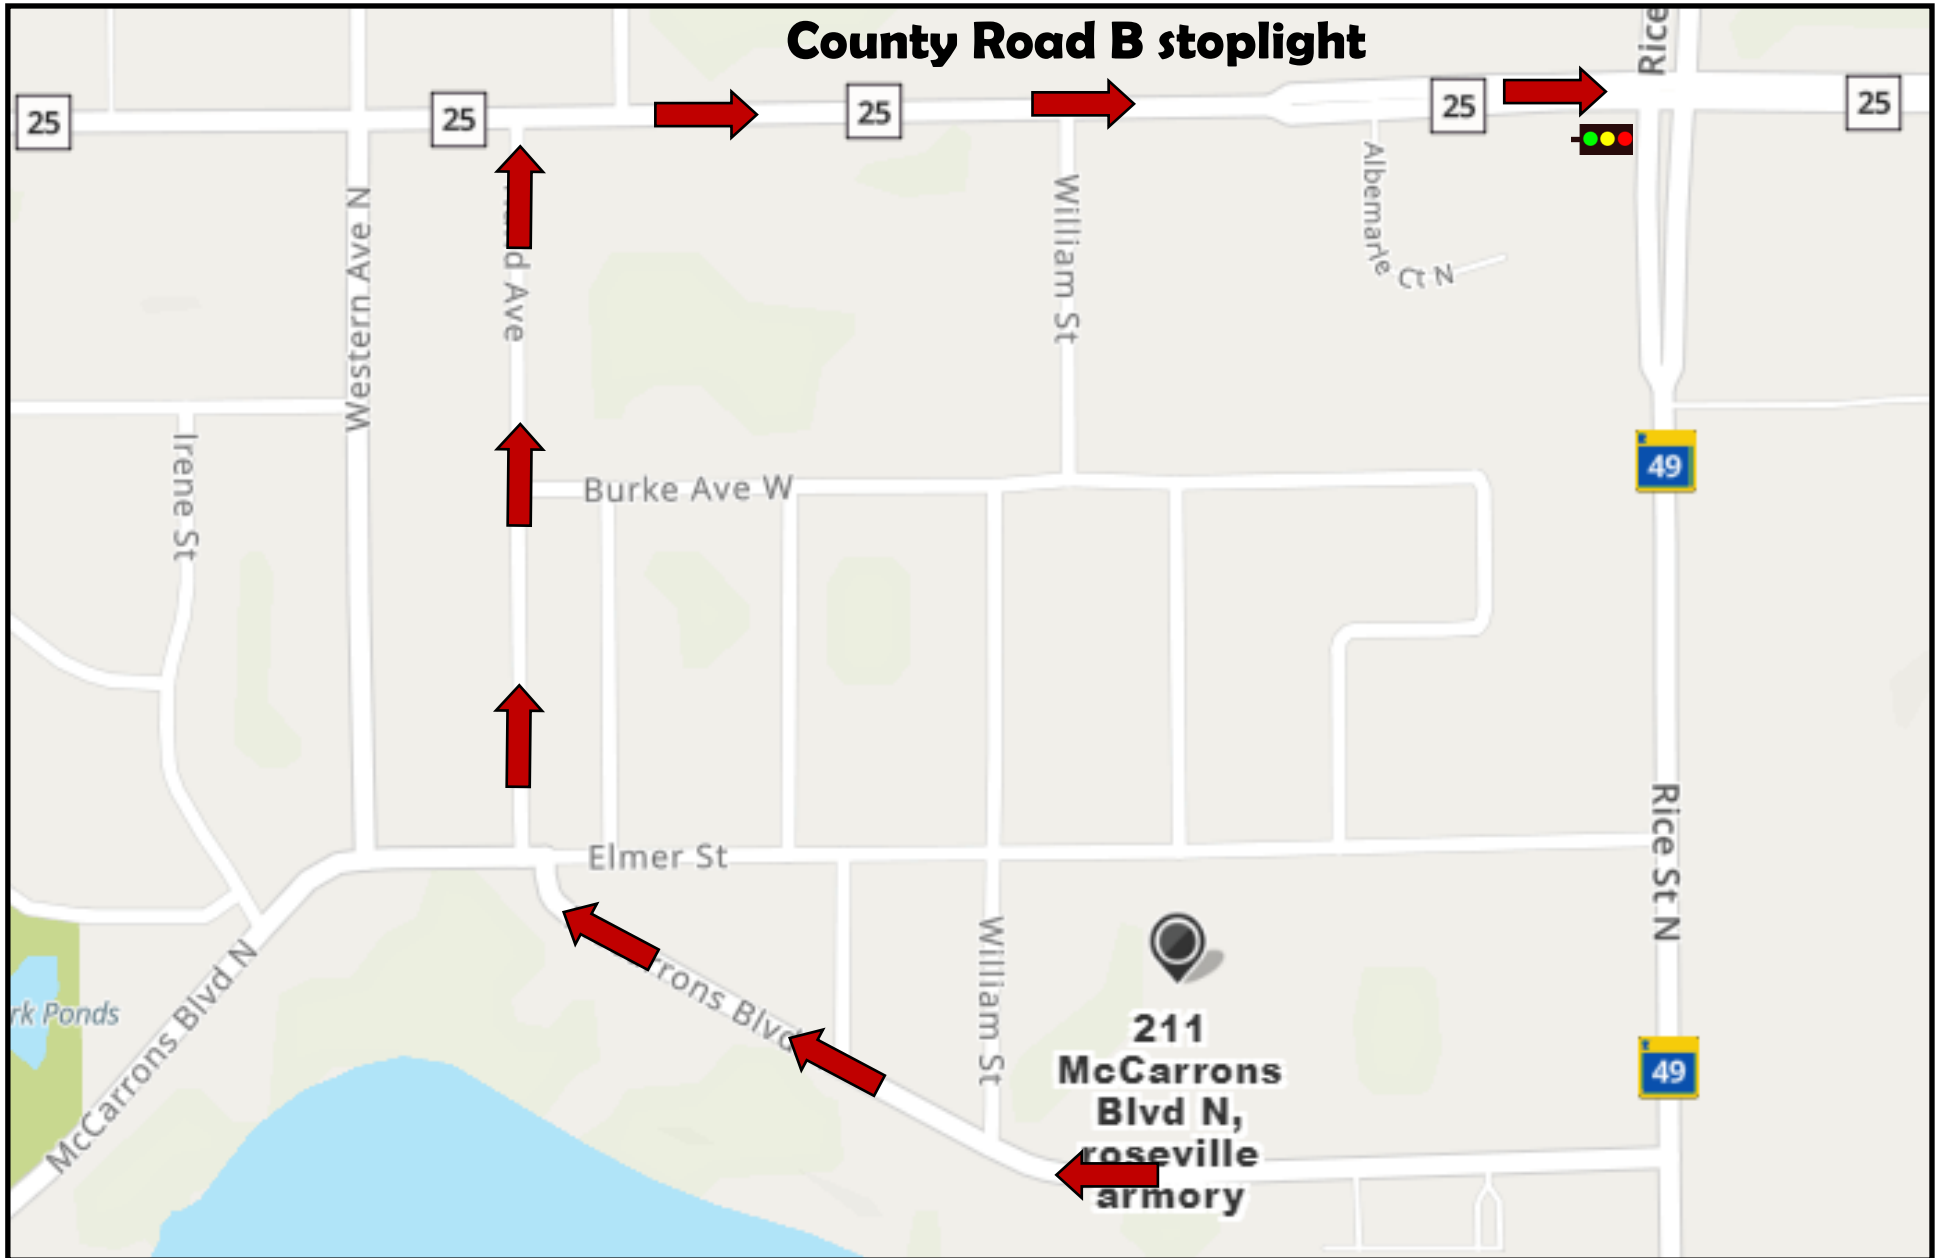 County Road B stoplight
Rice
25
25
25
25
25
Western Ave N
Ave
William St
Albemarle
Ct N
Irene St
Burke Ave W
49
Elmer St
Rice St N
McCarrons Blvd N
Ponds
Blvd
William St
211
McCarrons
Blvd N,
roseville
armory
49